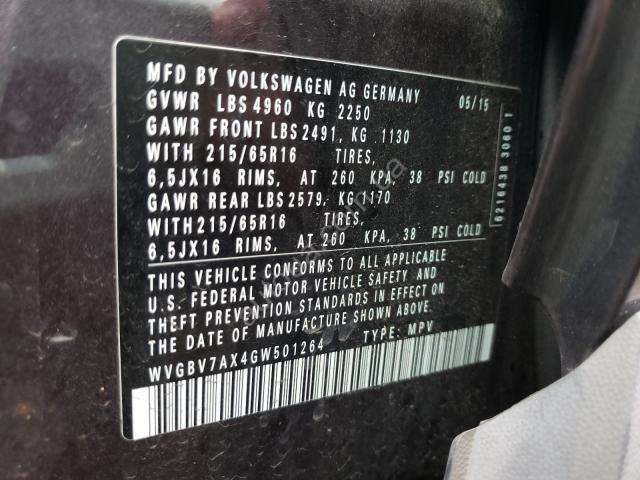 MFD BY VOLKSWAGEN AG GERMANY 05/15
GVWR LBS 4960 KG 2250
GAWR FRONT LBS 2491, KG 1130
WITH 215/65R16 TIRES,
6,5JX16 RIMS, AT 260 KPA, 38 PSI COLD
GAWR REAR LBS 2579, KG 1170
WITH 215/65R16 TIRES,
6,5JX16 RIMS, AT 260 KPA, 38 PSI COLD
THIS VEHICLE CONFORMS TO ALL APPLICABLE
U.S. FEDERAL MOTOR VEHICLE SAFETY AND
THEFT PREVENTION STANDARDS IN EFFECT ON
THE DATE OF MANUFACTURE SHOWN ABOVE.
WVGBV7AX4GW501264 TYPE: MPV
6216438 3060 1